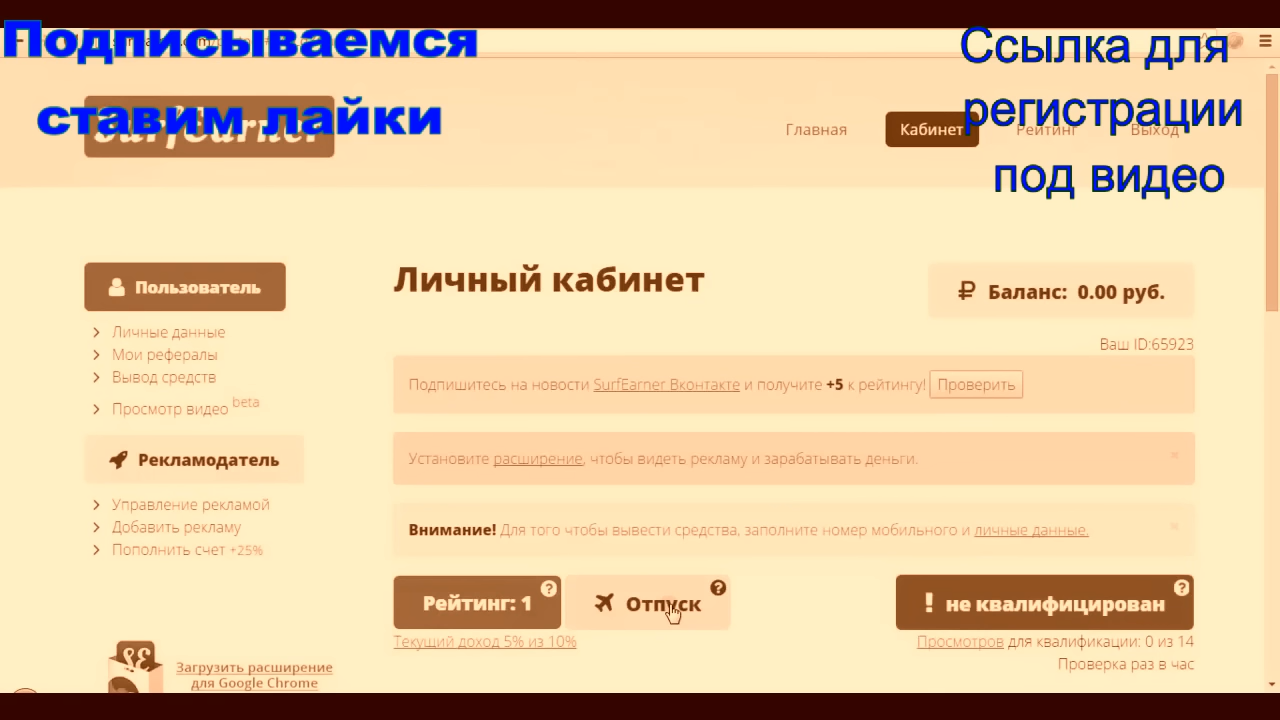 Подписываемся
ставим лайки
Ссылка для
регистрации
под видео
SurfEarner
Главная
Кабинет
Рейтинг
Выход
Пользователь
Личные данные
Мои рефералы
Вывод средств
Просмотр видео beta
Рекламодатель
Управление рекламой
Добавить рекламу
Пополнить счет +25%
Загрузить расширение
для Google Chrome
Личный кабинет
Баланс: 0.00 руб.
Ваш ID:65923
Подпишитесь на новости SurfEarner Вконтакте и получите +5 к рейтингу! Проверить
Установите расширение, чтобы видеть рекламу и зарабатывать деньги.
Внимание! Для того чтобы вывести средства, заполните номер мобильного и личные данные.
Рейтинг: 1
Отпуск
! не квалифицирован
Текущий доход 5% из 10%
Просмотров для квалификации: 0 из 14
Проверка раз в час